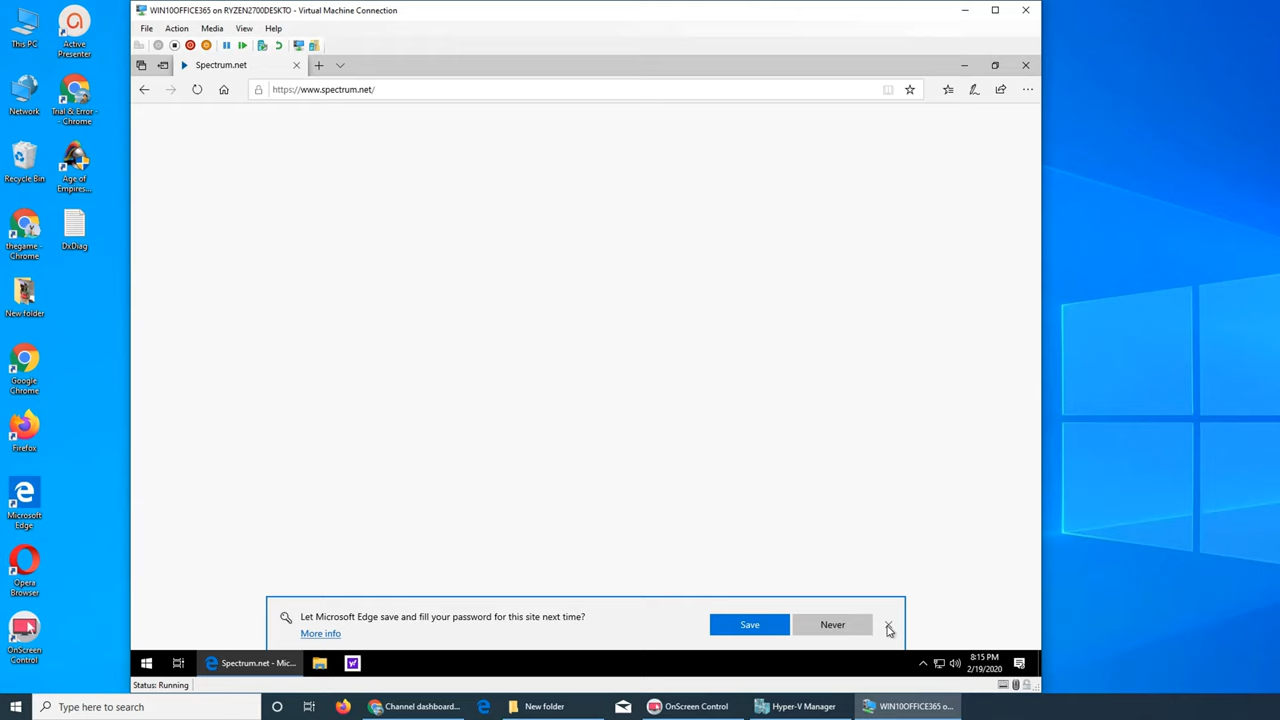 This PC
Active
Presenter
Network
Trial & Error -
- Chrome
Recycle Bin
Age of
Empires...
thegame -
Chrome
DxDiag
New folder
Google
Chrome
Firefox
Microsoft
Edge
Opera
Browser
OnScreen
Control
WIN10OFFICE365 on RYZEN2700DESKTO - Virtual Machine Connection
File Action Media View Help
Spectrum.net
https://www.spectrum.net/
Let Microsoft Edge save and fill your password for this site next time?
More info
Save
Never
Spectrum.net - Mic...
8:15 PM
2/19/2020
Status: Running
Type here to search
Channel dashboard...
New folder
OnScreen Control
Hyper-V Manager
WIN10OFFICE365 o...